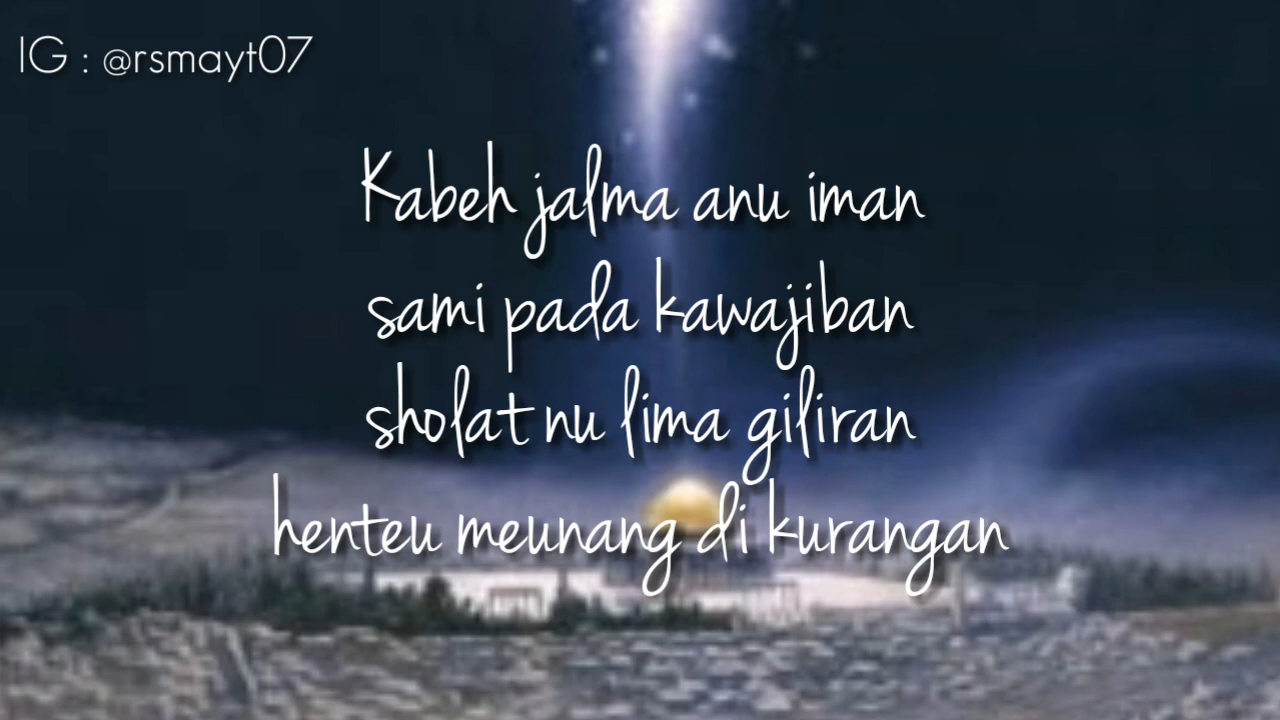 IG : @rsmayt07
Kabeh jalma anu iman
sami pada kawajiban
sholat nu lima giliran
henteu meunang di kurangan